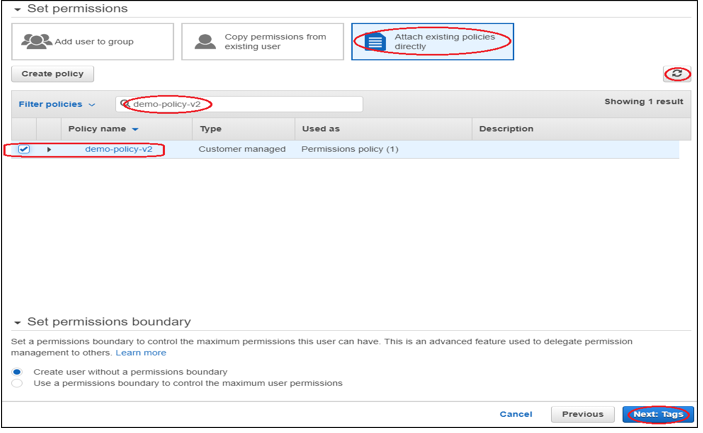 Set permissions
Add user to group
Copy permissions from
existing user
Attach existing policies
directly
Create policy
Filter policies
demo-policy-v2
Showing 1 result
Policy name
Type
Used as
Description
demo-policy-v2
Customer managed
Permissions policy (1)
Set permissions boundary
Set a permissions boundary to control the maximum permissions this user can have. This is an advanced feature used to delegate permission
management to others. Learn more
Create user without a permissions boundary
Use a permissions boundary to control the maximum user permissions
Cancel
Previous
Next: Tags